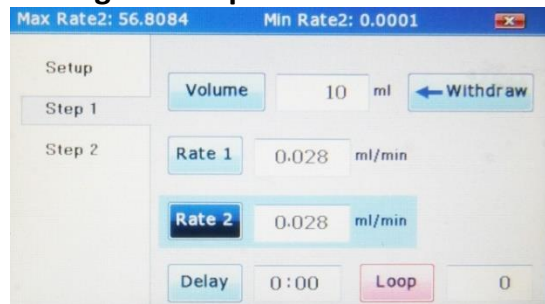 Max Rate2: 56.8084 Min Rate2: 0.0001
Setup
Volume 10 ml Withdraw
Step 1
Step 2 Rate 1 0.028 ml/min
Rate 2 0.028 ml/min
Delay 0:00 Loop 0